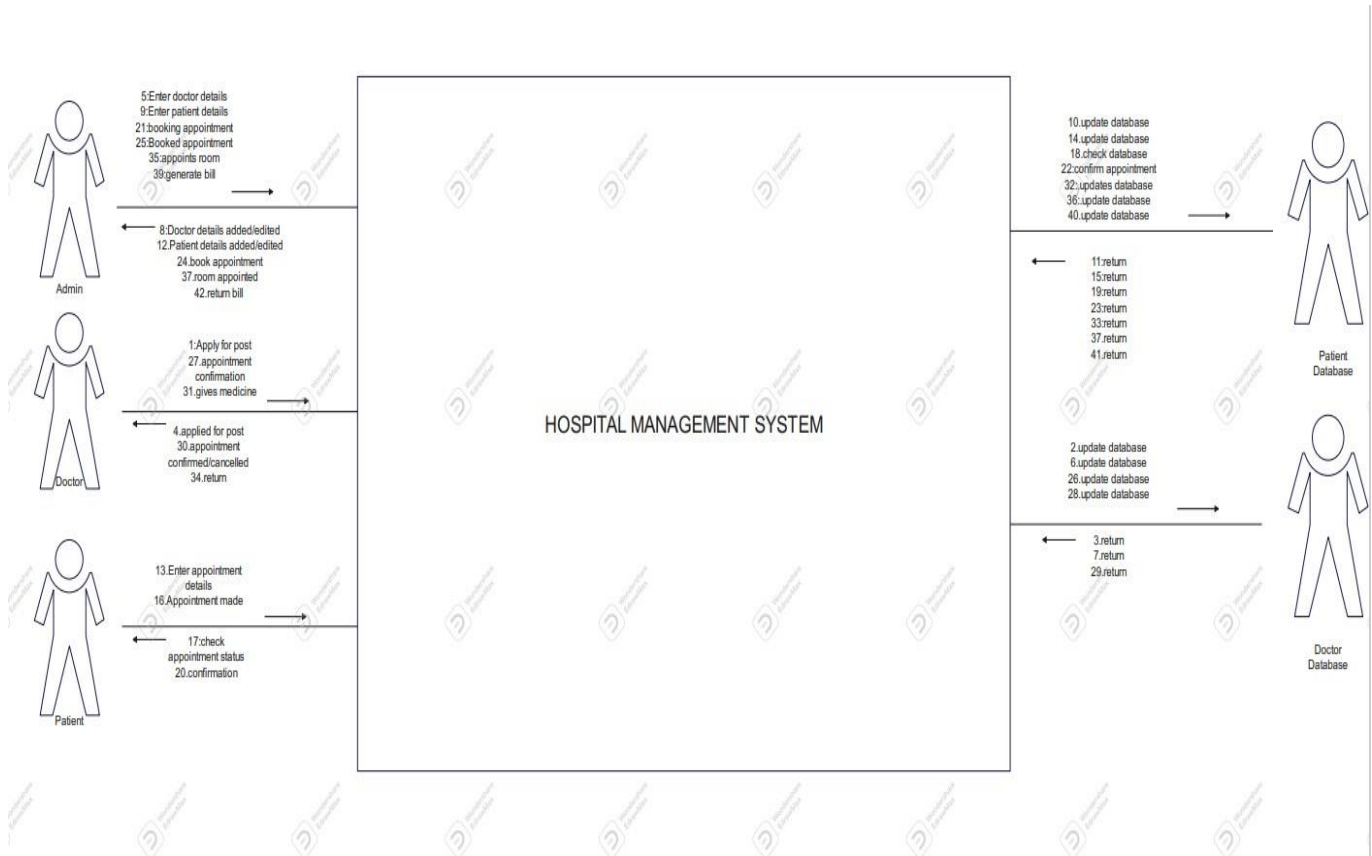 5:Enter doctor details
9:Enter patient details
21:booking appointment
25:Booked appointment
35:appoints room
39:generate bill
8:Doctor details added/edited
12.Patient details added/edited
24.book appointment
37.room appointed
42.return bill
Admin
1:Apply for post
27.appointment
confirmation
31.gives medicine
4.applied for post
30.appointment
confirmed/cancelled
34.return
Doctor
13.Enter appointment
details
16.Appointment made
17:check
appointment status
20.confirmation
Patient
HOSPITAL MANAGEMENT SYSTEM
10.update database
14.update database
18.check database
22:confirm appointment
32:.updates database
36:.update database
40.update database
11:return
15:return
19:return
23:return
33:return
37.return
41.return
Patient
Database
2.update database
6.update database
26.update database
28.update database
3.return
7.return
29.return
Doctor
Database
Wondershare
EdrawMax